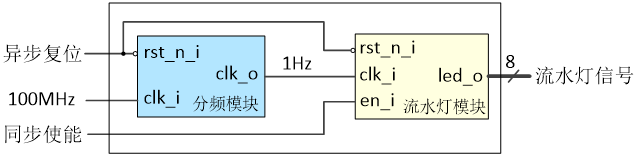 异步复位
100MHz
同步使能
rst_n_i
clk_o
clk_i
分频模块
1Hz
rst_n_i
clk_i
led_o
en_i
流水灯模块
8
流水灯信号